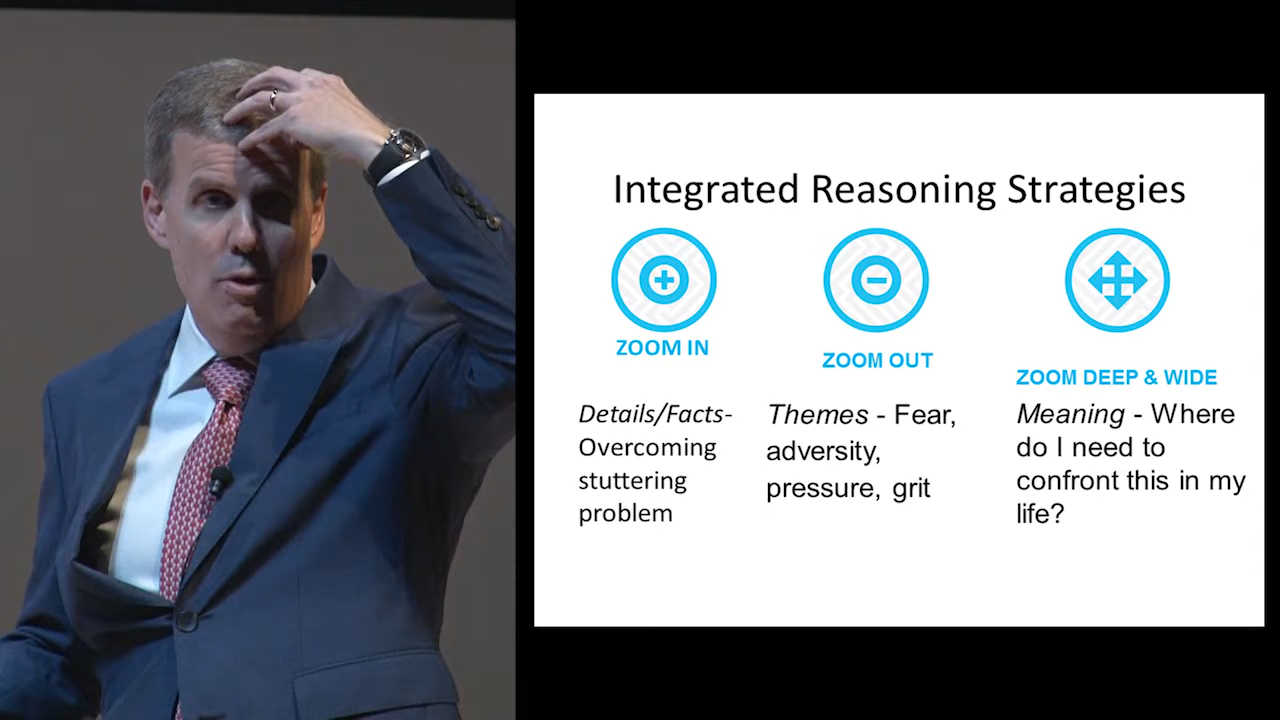 Integrated Reasoning Strategies
ZOOM IN
ZOOM OUT
ZOOM DEEP & WIDE
Details/Facts-
Overcoming
stuttering
problem
Themes - Fear,
adversity,
pressure, grit
Meaning - Where
do I need to
confront this in my
life?